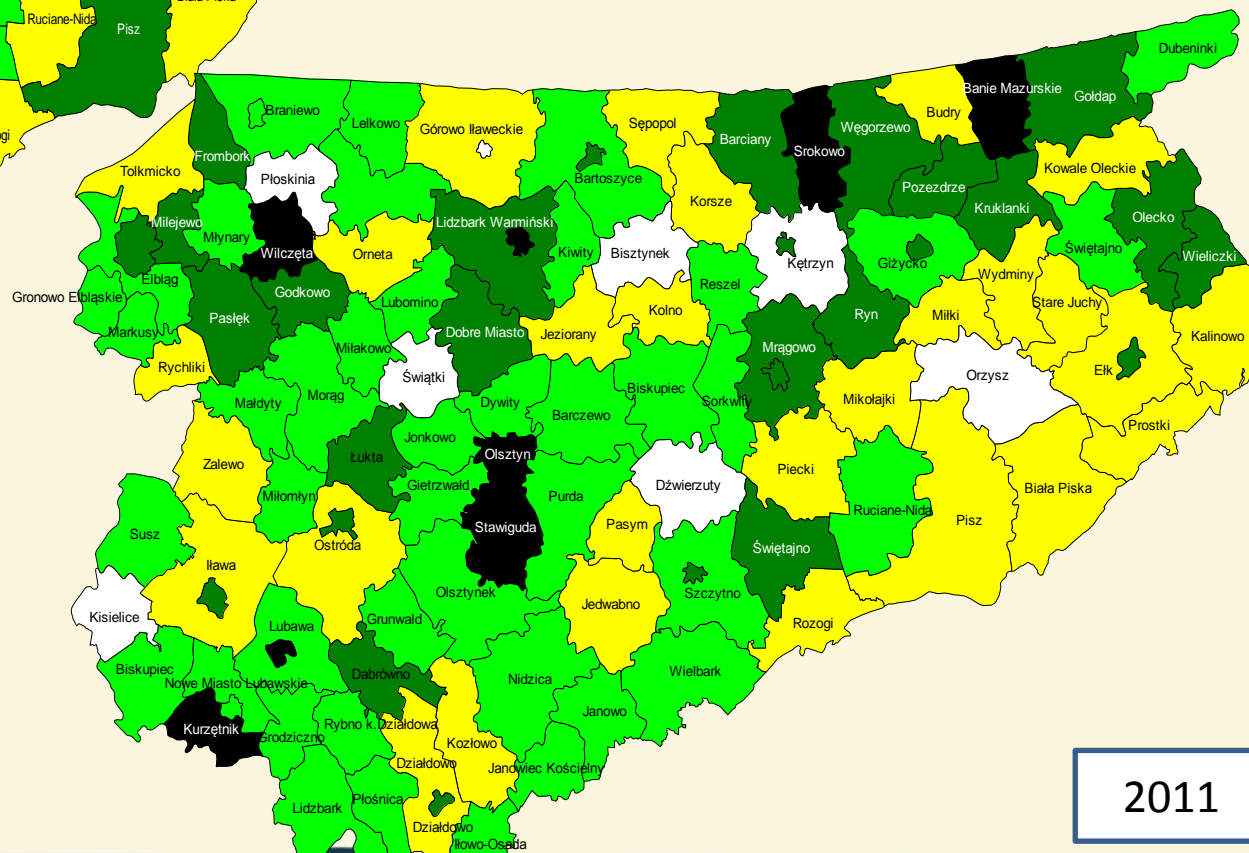 Biała Piska
Ruciane-Nida
Pisz
Dubeninki
Banie Mazurskie
Gołdap
Budry
Braniewo
Lelkowo
Górowo Iławeckie
Sępopol
Barciany
Węgorzewo
Srokowo
Frombork
Tolkmicko
Płoskinia
Bartoszyce
Kowale Oleckie
Pozezdrze
Kruklanki
Korsze
Olecko
Milejewo
Młynary
Lidzbark Warmiński
Wilczęta
Orneta
Kiwity
Bisztynek
Kętrzyn
Giżycko
Świętajno
Wieliczki
Elbląg
Gronowo Elbląskie
Godkowo
Lubomino
Reszel
Wydminy
Stare Juchy
Markusy
Pasłęk
Kolno
Ryn
Miłki
Dobre Miasto
Jeziorany
Kalinowo
Miłakowo
Mrągowo
Rychliki
Świątki
Orzysz
Ełk
Małdyty
Morąg
Dywity
Biskupiec
Sorkwity
Mikołajki
Barczewo
Prostki
Jonkowo
Olsztyn
Zalewo
Łukta
Piecki
Gietrzwałd
Dźwierzuty
Biała Piska
Miłomłyn
Purda
Ruciane-Nida
Pisz
Stawiguda
Pasym
Susz
Ostróda
Świętajno
Iława
Olsztynek
Szczytno
Jedwabno
Kisielice
Grunwald
Lubawa
Rozogi
Biskupiec
Nowe Miasto Lubawskie
Dąbrówno
Nidzica
Wielbark
Janowo
Kurzętnik
Grodziczno
Rybno k.Działdowa
Kozłowo
Działdowo
Janowiec Kościelny
Płośnica
Lidzbark
Działdowo
Iłowo-Osada
2011